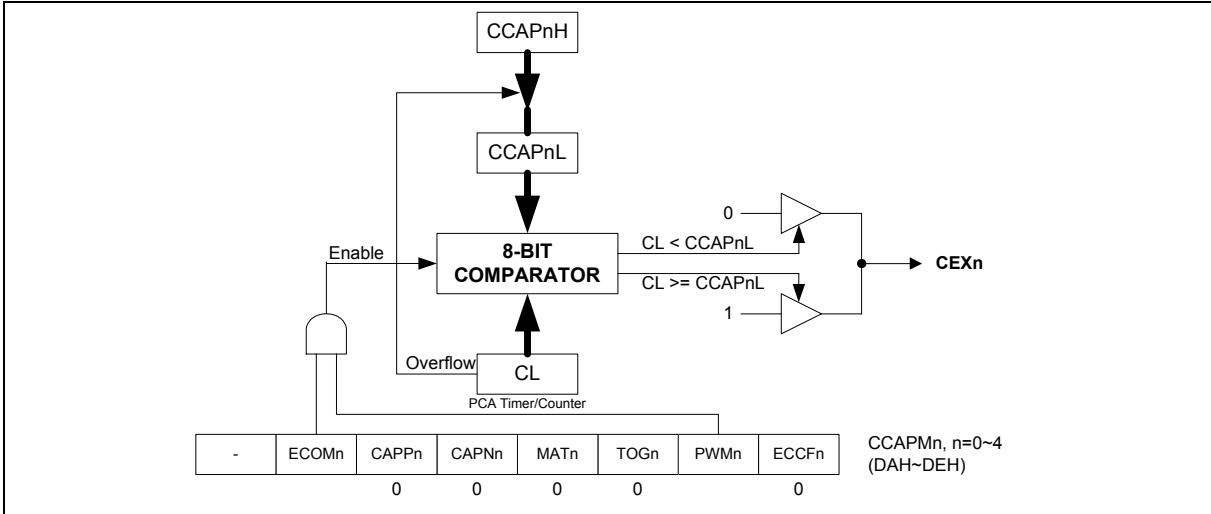 CCAPnH
CCAPnL
0
CL < CCAPnL
Enable
8-BIT
COMPARATOR
CEXn
CL >= CCAPnL
1
Overflow
CL
PCA Timer/Counter
- ECOMn CAPPn CAPNn MATn TOGn PWMn ECCFn
CCAPMn, n=0~4
(DAH~DEH)
0 0 0 0 0